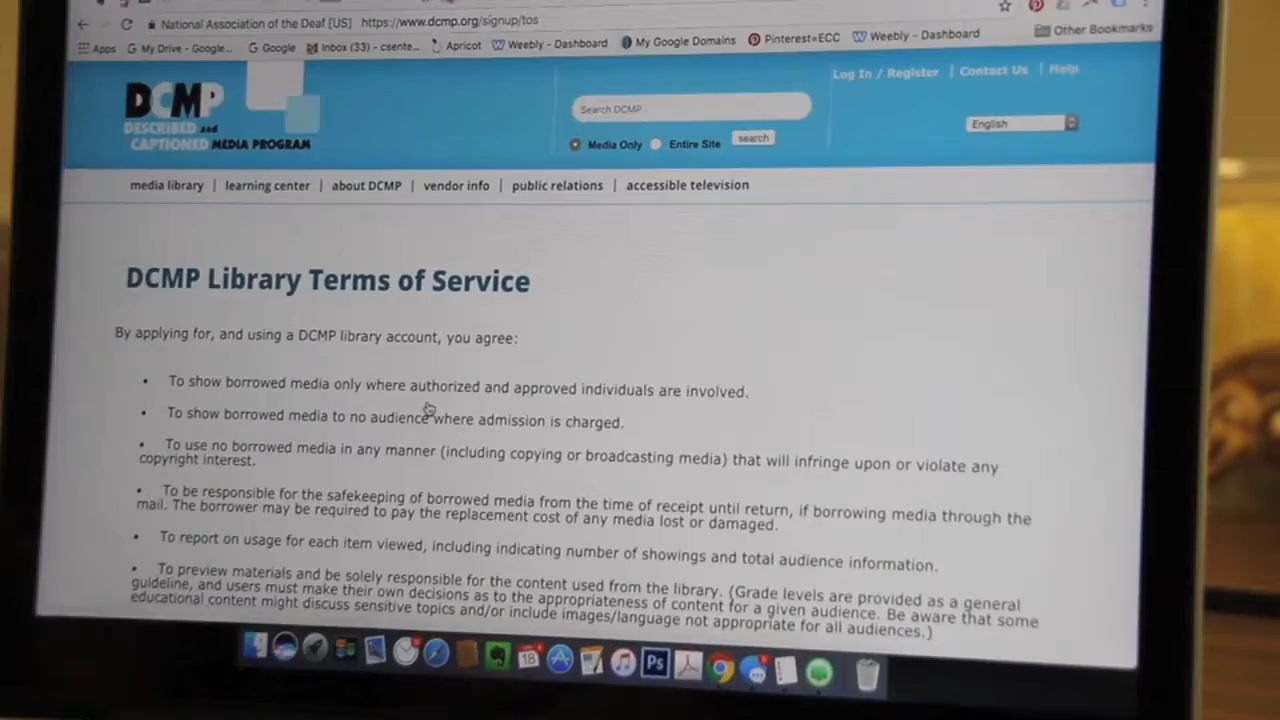 National Association of the Deaf [US] https://www.dcmp.org/signup/tos
Apps My Drive - Google... Google Inbox (33) - csente... Apricot Weebly - Dashboard My Google Domains Pinterest=ECC Weebly - Dashboard Other Bookmarks
Log In / Register | Contact Us | Help
DCMP
DESCRIBED and
CAPTIONED MEDIA PROGRAM
Search DCMP
Media Only Entire Site search
English
media library | learning center | about DCMP | vendor info | public relations | accessible television
DCMP Library Terms of Service
By applying for, and using a DCMP library account, you agree:
• To show borrowed media only where authorized and approved individuals are involved.
• To show borrowed media to no audience where admission is charged.
• To use no borrowed media in any manner (including copying or broadcasting media) that will infringe upon or violate any
copyright interest.
• To be responsible for the safekeeping of borrowed media from the time of receipt until return, if borrowing media through the
mail. The borrower may be required to pay the replacement cost of any media lost or damaged.
• To report on usage for each item viewed, including indicating number of showings and total audience information.
• To preview materials and be solely responsible for the content used from the library. (Grade levels are provided as a general
guideline, and users must make their own decisions as to the appropriateness of content for a given audience. Be aware that some
educational content might discuss sensitive topics and/or include images/language not appropriate for all audiences.)
18
Ps